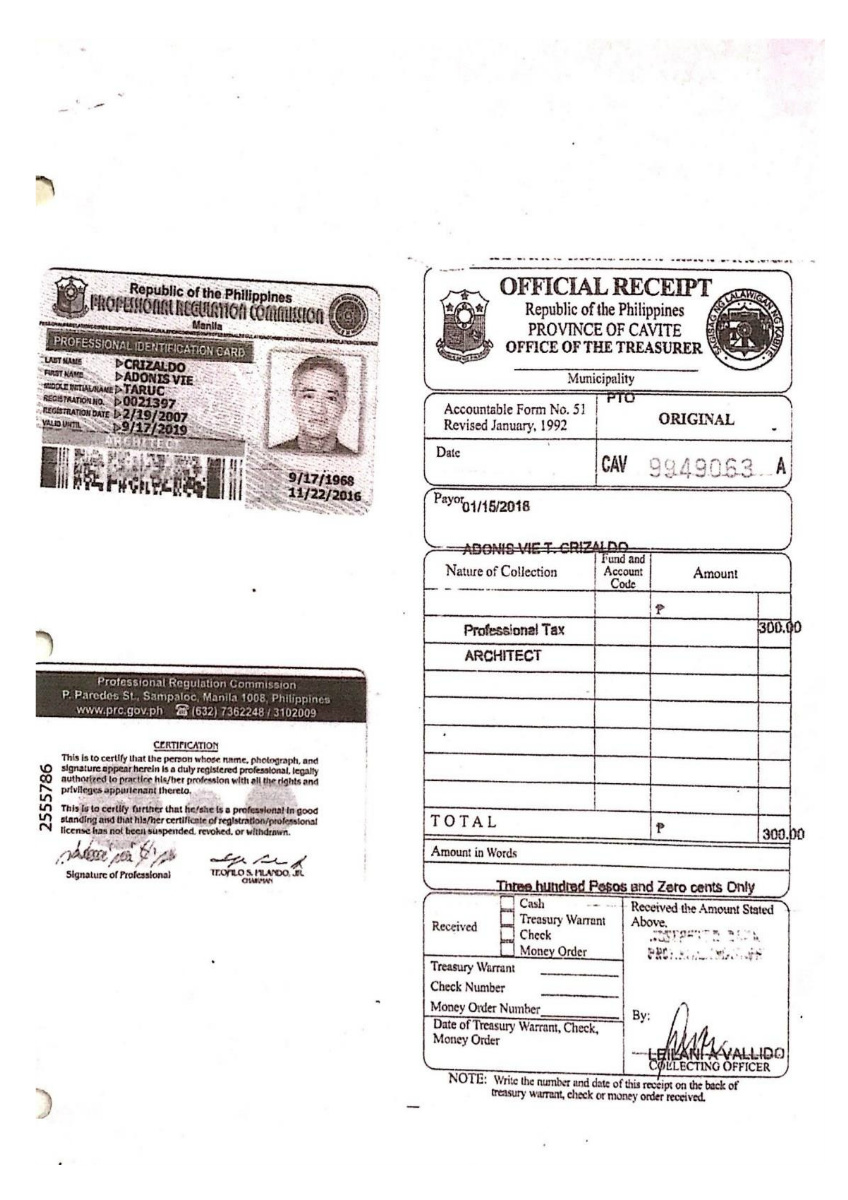 Republic of the Philippines
PROFESSIONAL REGULATION COMMISSION
Manila
PROFESSIONAL IDENTIFICATION CARD
LAST NAME CRIZALDO
FIRST NAME ADONIS VIE
MIDDLE INITIAL/NAME TARUC
REGISTRATION NO. 0021397
REGISTRATION DATE 2/19/2007
VALID UNTIL 9/17/2019
ARCHITECT
9/17/1968
11/22/2016
Professional Regulation Commission
P. Paredes St., Sampaloc, Manila 1008, Philippines
www.prc.gov.ph ☎ (632) 7362248 / 3102009
CERTIFICATION
This is to certify that the person whose name, photograph, and
signature appear herein is a duly registered professional, legally
authorized to practice his/her profession with all the rights and
privileges appurtenant thereto.
This is to certify further that he/she is a professional in good
standing and that his/her certificate of registration/professional
license has not been suspended, revoked, or withdrawn.
2555786
Signature of Professional
TEOFILO S. PILANDO, JR.
CHAIRMAN
OFFICIAL RECEIPT
Republic of the Philippines
PROVINCE OF CAVITE
OFFICE OF THE TREASURER
Municipality
PTO
Accountable Form No. 51
Revised January, 1992
ORIGINAL
Date
CAV 9949063 A
Payor
01/15/2018
ADONIS VIE T. CRIZALDO
Nature of Collection
Fund and
Account
Code
Amount
₱
Professional Tax 300.00
ARCHITECT
TOTAL ₱ 300.00
Amount in Words
Three hundred Pesos and Zero cents Only
Received
Cash
Treasury Warrant
Check
Money Order
Received the Amount Stated
Above.
Treasury Warrant
Check Number
Money Order Number
Date of Treasury Warrant, Check,
Money Order
By:
LEILANI A VALLIDO
COLLECTING OFFICER
NOTE: Write the number and date of this receipt on the back of
treasury warrant, check or money order received.